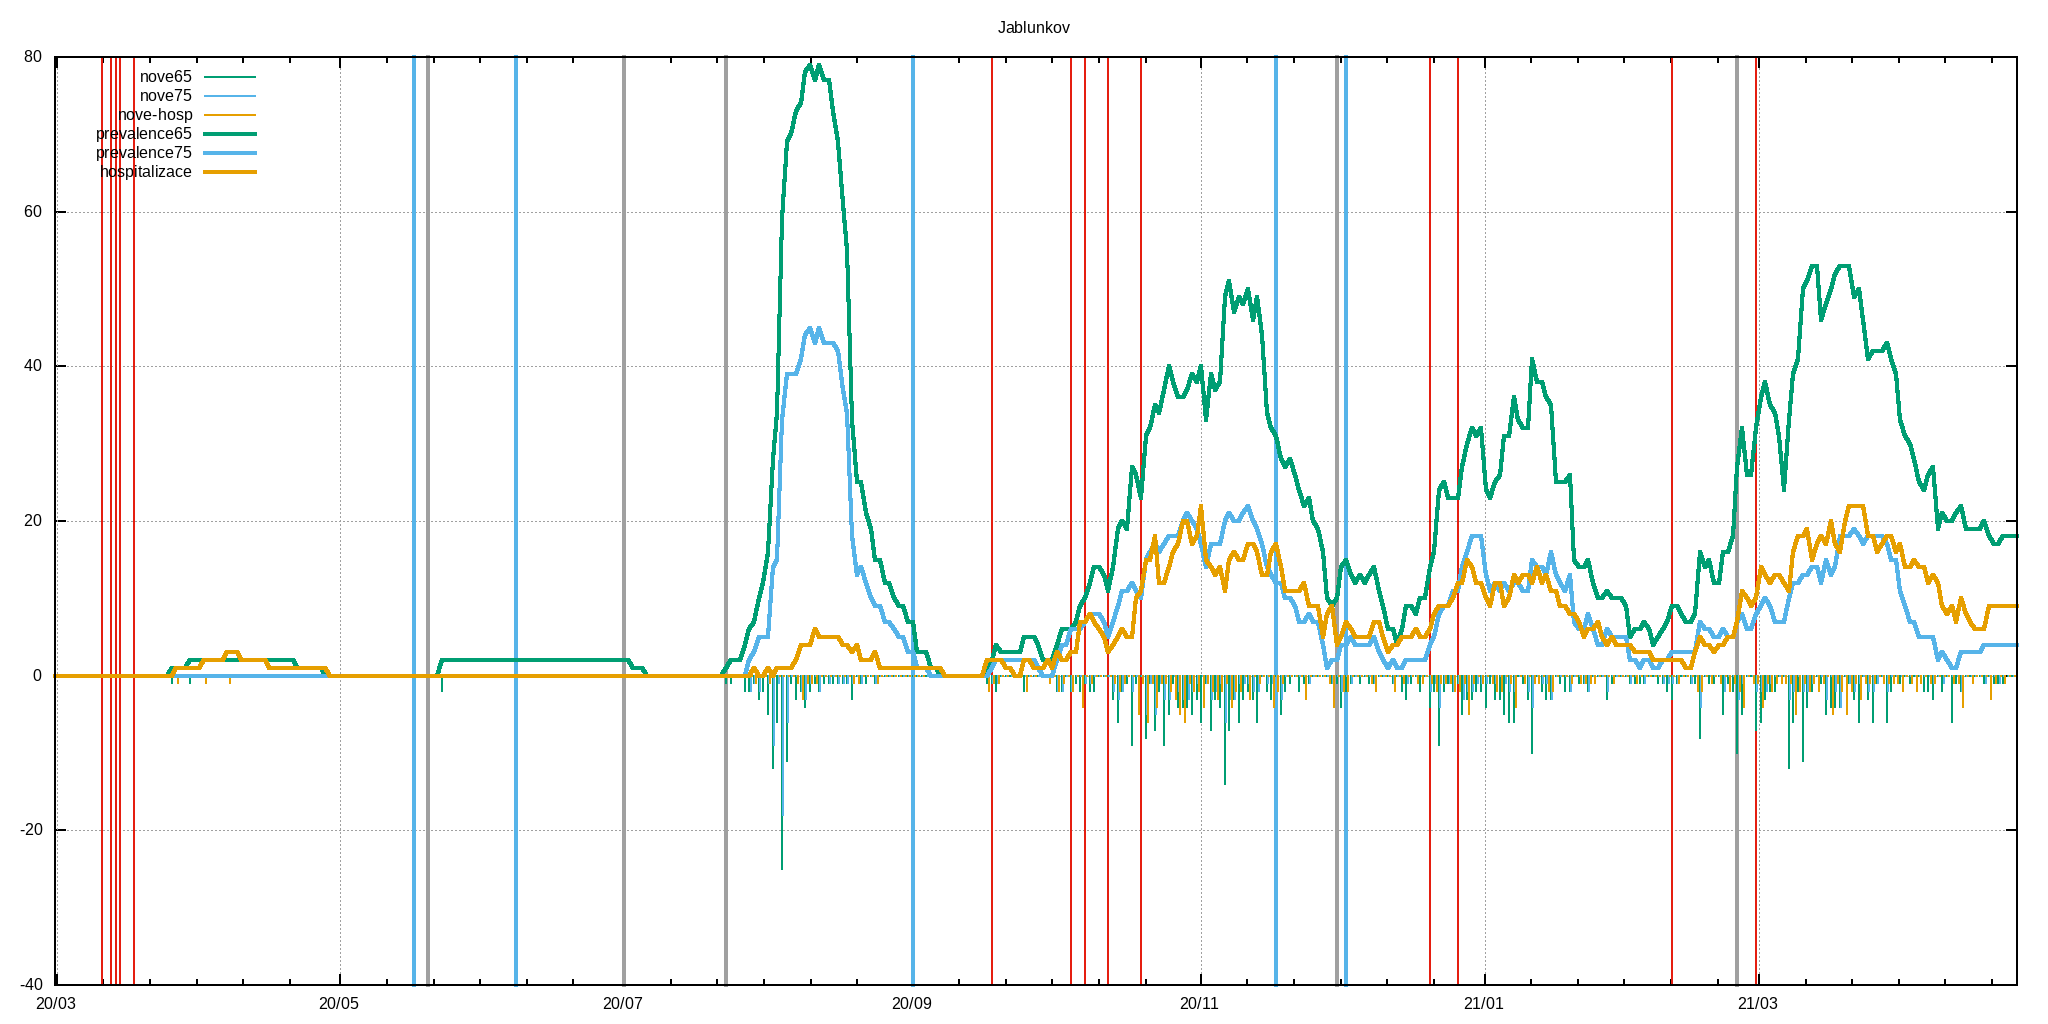 Jablunkov
80
60
40
20
0
-20
-40
nove65
nove75
nove-hosp
prevalence65
prevalence75
hospitalizace
20/03 20/05 20/07 20/09 20/11 21/01 21/03